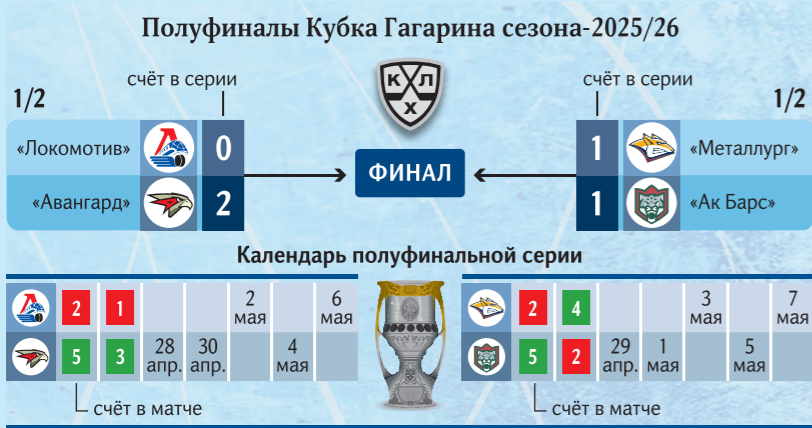 Полуфиналы Кубка Гагарина сезона-2025/26
1/2
счёт в серии
КЛХ
счёт в серии
1/2
«Локомотив» 0
«Авангард» 2
ФИНАЛ
1 «Металлург»
1 «Ак Барс»
Календарь полуфинальной серии
2 1 2 мая 6 мая
5 3 28 апр. 30 апр. 4 мая
счёт в матче
2 4 3 мая 7 мая
5 2 29 апр. 1 мая 5 мая
счёт в матче